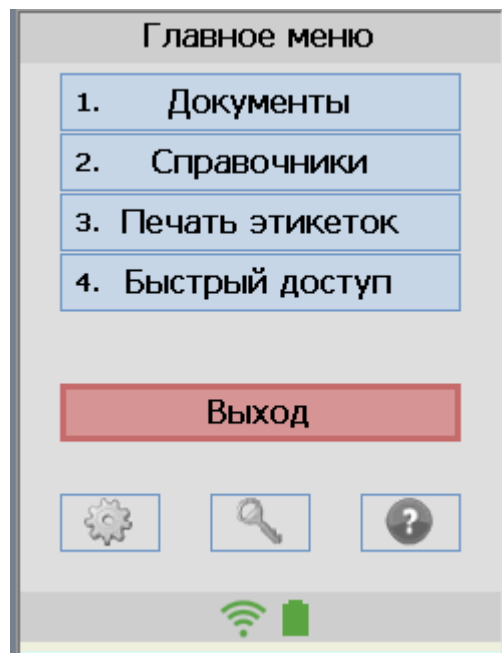 Главное меню
1. Документы
2. Справочники
3. Печать этикеток
4. Быстрый доступ
Выход
?